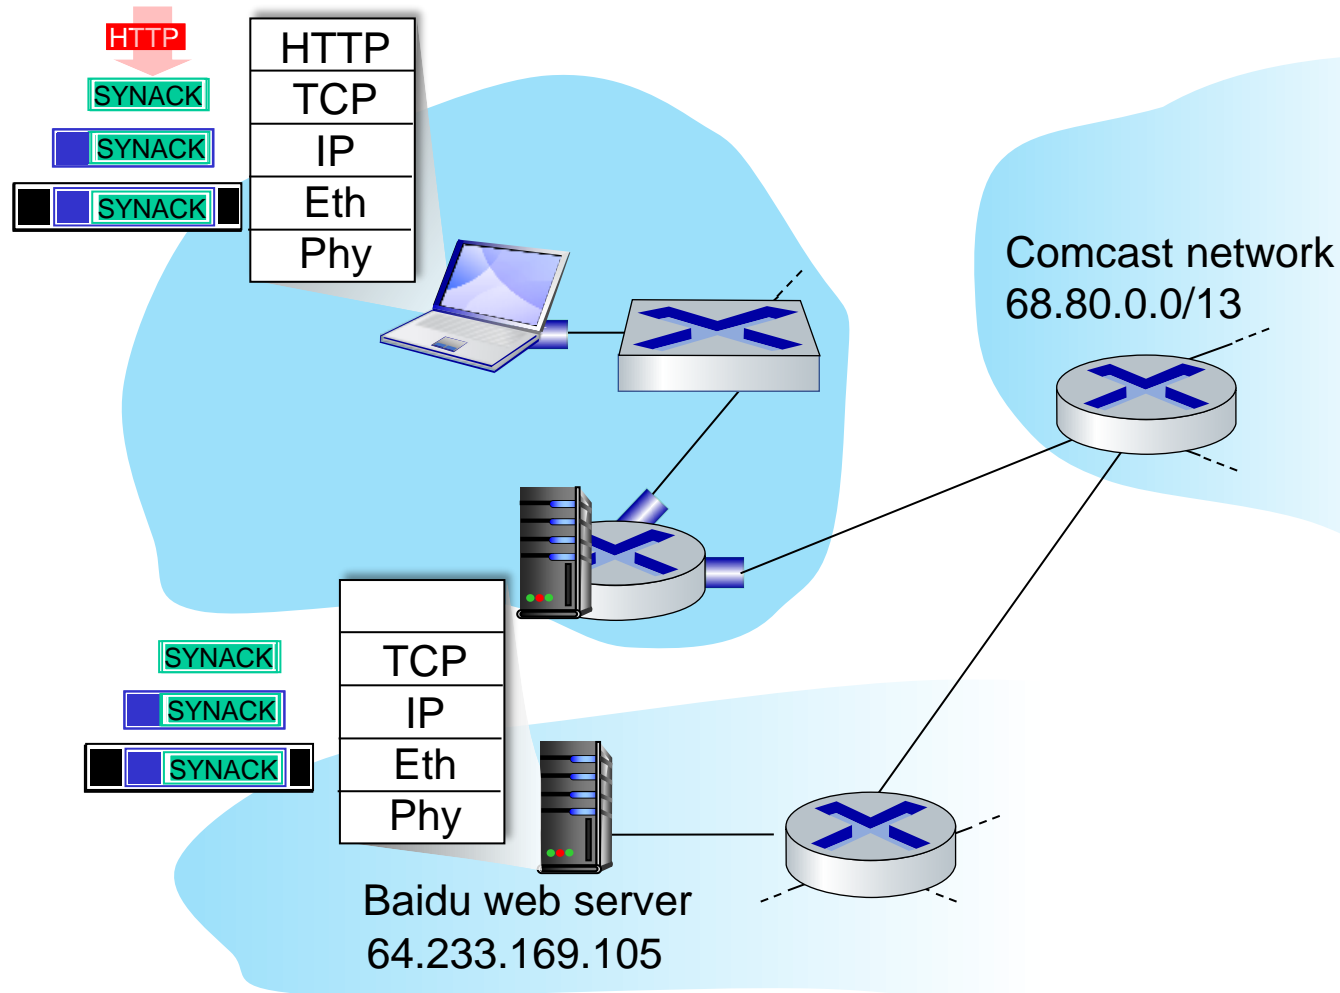 HTTP
SYNACK
SYNACK
SYNACK
HTTP
TCP
IP
Eth
Phy
Comcast network
68.80.0.0/13
SYNACK
SYNACK
SYNACK
TCP
IP
Eth
Phy
Baidu web server
64.233.169.105